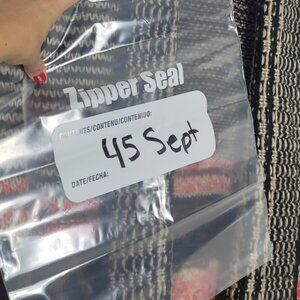 Zipper Seal
CONTENTS/CONTENU/CONTENIDO:
45 Sept
DATE/FECHA: